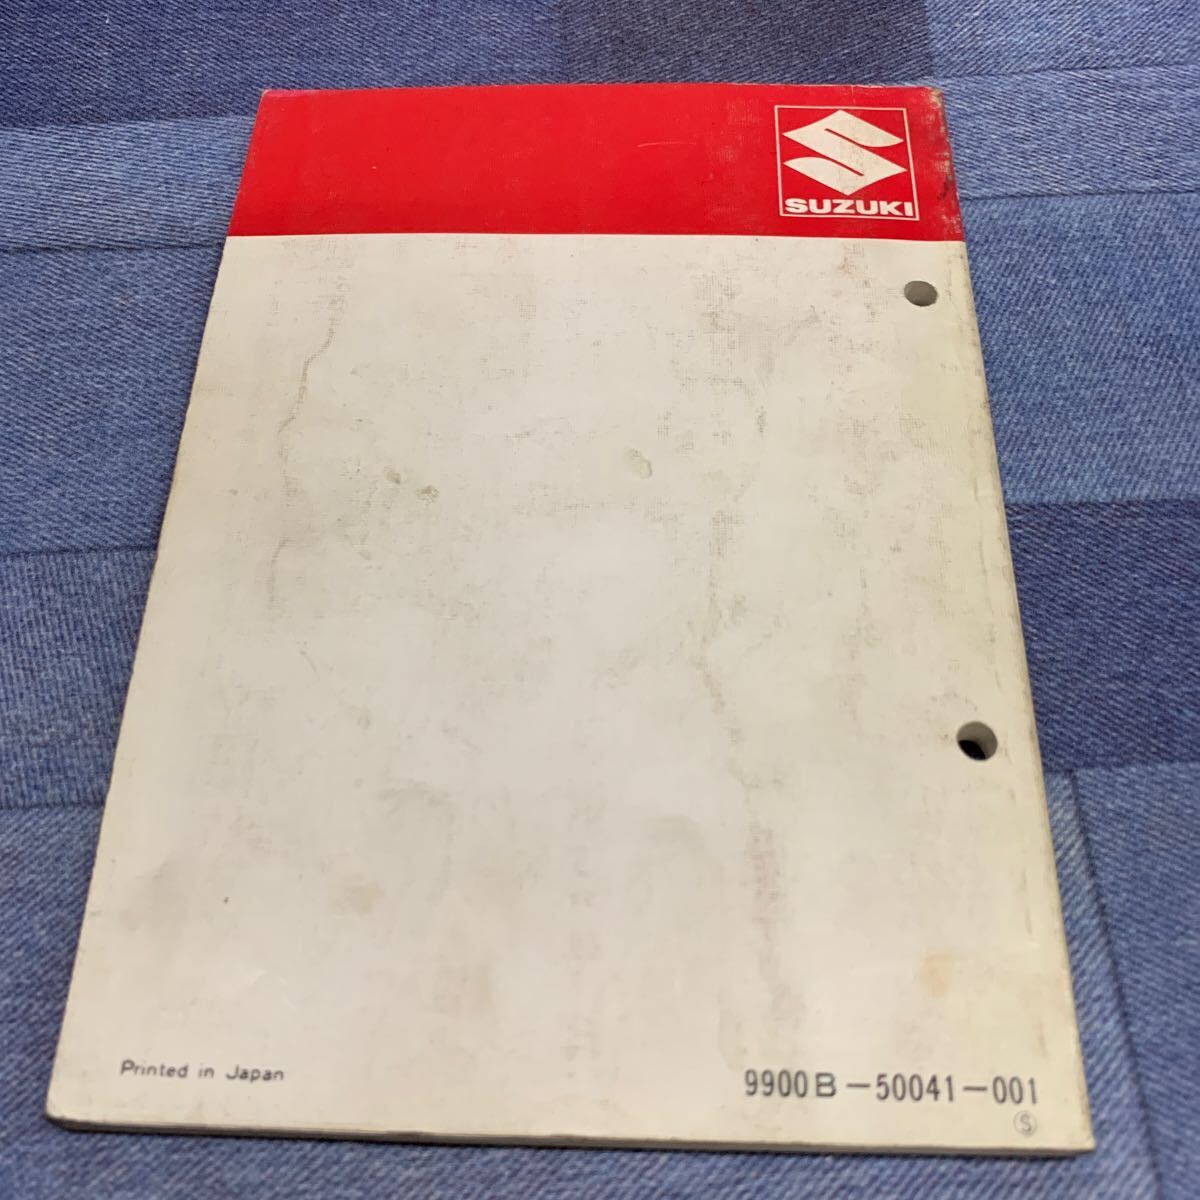 SUZUKI
Printed in Japan
9900B-50041-001
Ⓢ